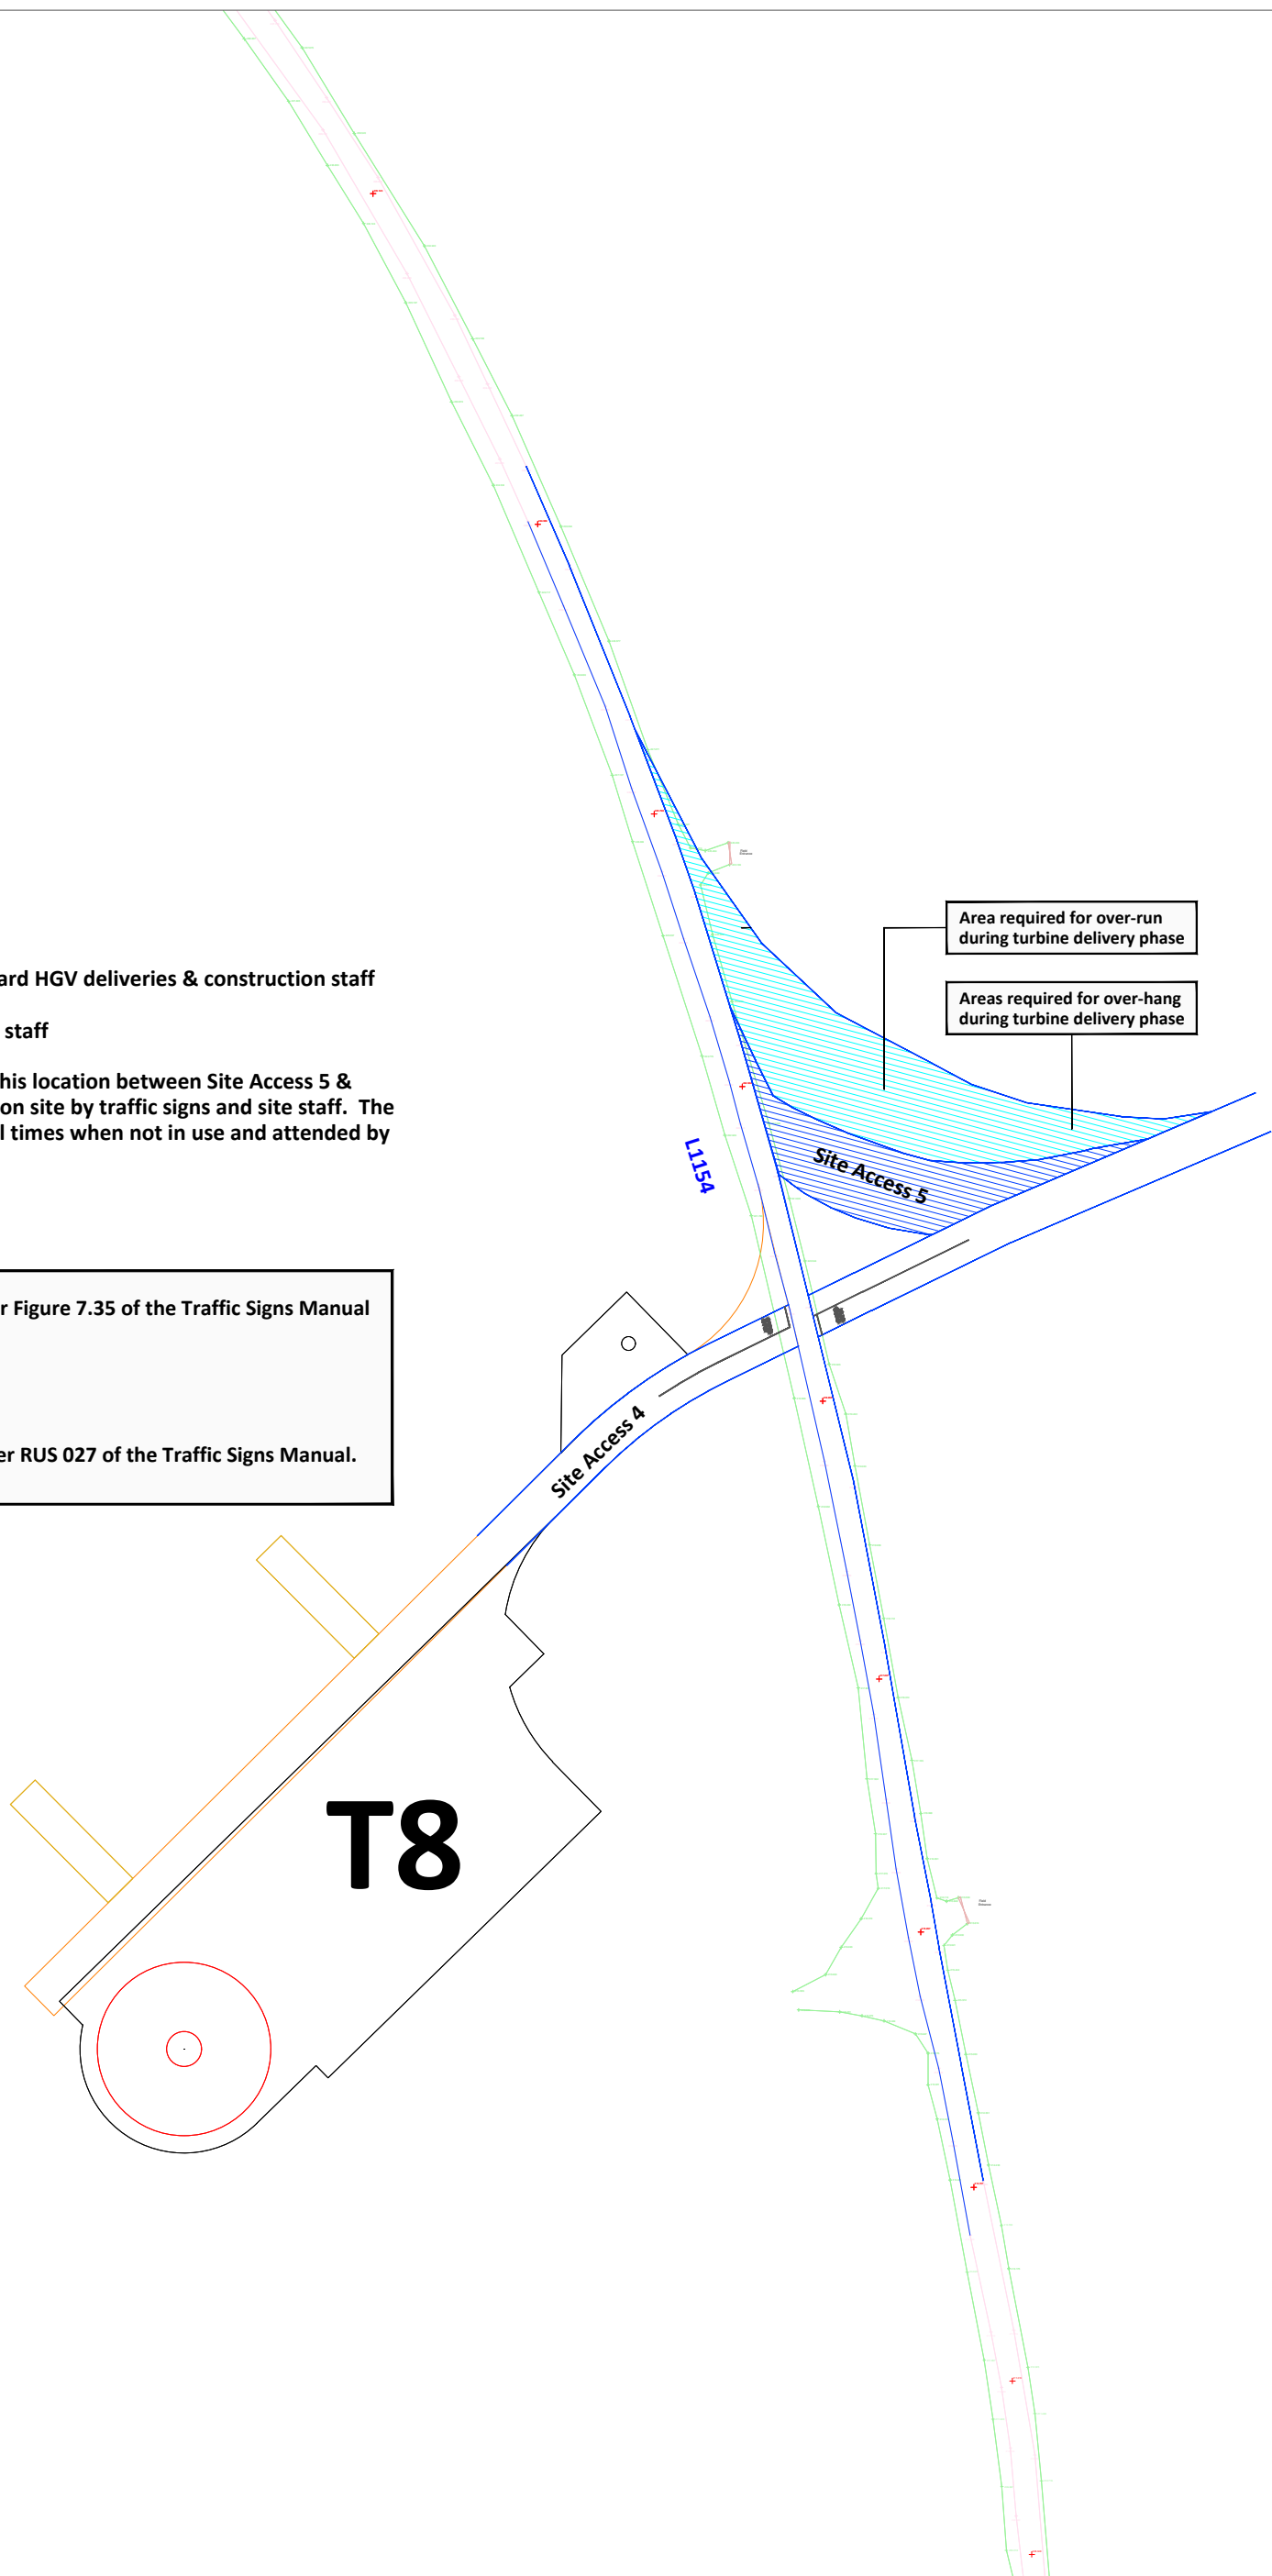 Area required for over-run
during turbine delivery phase
Areas required for over-hang
during turbine delivery phase
ard HGV deliveries & construction staff
staff
his location between Site Access 5 &
on site by traffic signs and site staff. The
l times when not in use and attended by
L1154
Site Access 5
r Figure 7.35 of the Traffic Signs Manual
er RUS 027 of the Traffic Signs Manual.
Site Access 4
T8